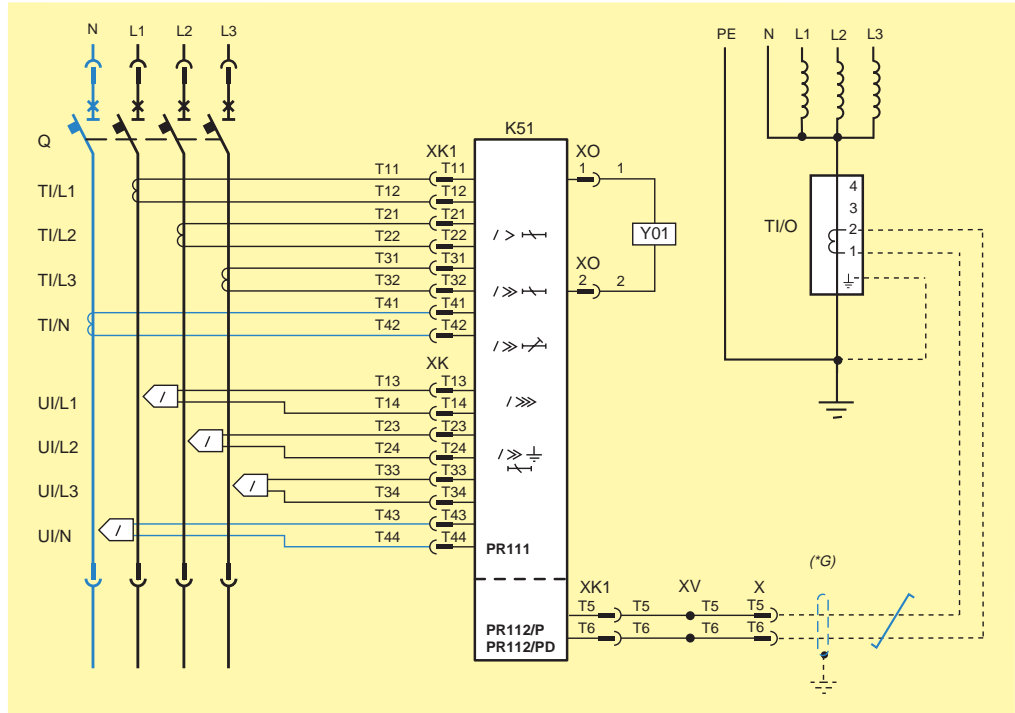 N L1 L2 L3
PE N L1 L2 L3
Q
K51
XK1
XO
TI/L1
T11 T11
T12 T12
1 1
TI/L2
T21 T21
T22 T22
Y01
TI/L3
T31 T31
T32 T32
XO
2 2
TI/N
T41 T41
T42 T42
TI/O
4
3
2
1
XK
UI/L1
T13 T13
T14 T14
UI/L2
T23 T23
T24 T24
UI/L3
T33 T33
T34 T34
UI/N
T43 T43
T44 T44
PR111
(*G)
XK1 XV X
T5 T5 T5 T5
T6 T6 T6 T6
PR112/P
PR112/PD